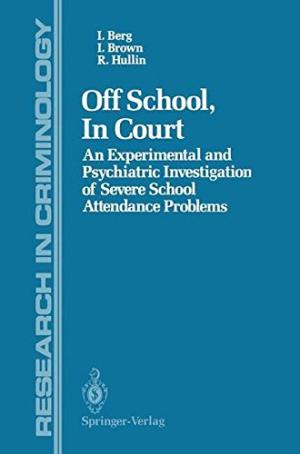 I. Berg
I. Brown
R. Hullin
Off School,
In Court
An Experimental and
Psychiatric Investigation
of Severe School
Attendance Problems
RESEARCH IN CRIMINOLOGY
Springer-Verlag